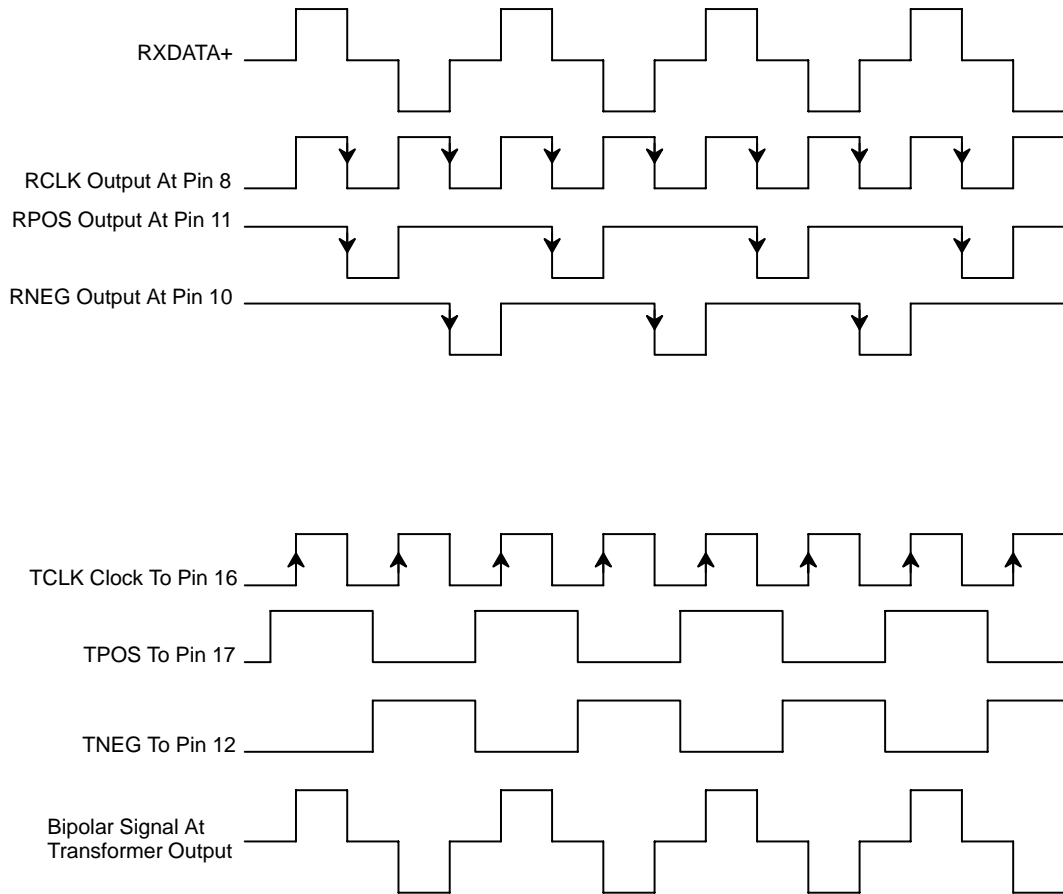 RXDATA+
RCLK Output At Pin 8
RPOS Output At Pin 11
RNEG Output At Pin 10
TCLK Clock To Pin 16
TPOS To Pin 17
TNEG To Pin 12
Bipolar Signal At
Transformer Output